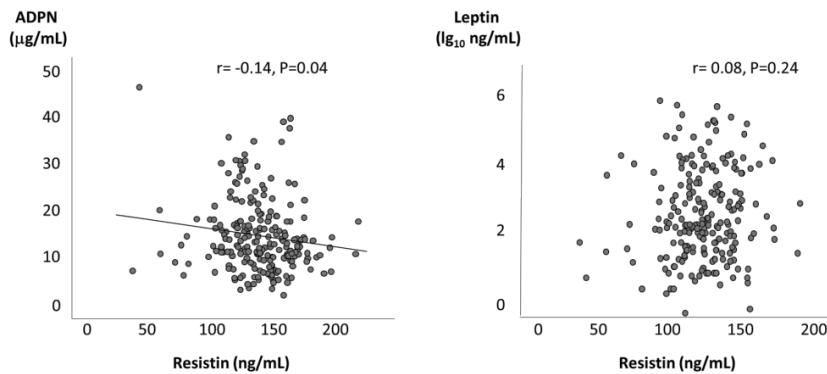 ADPN
(μg/mL)
r= -0.14, P=0.04
50
40
30
20
10
0
0 50 100 150 200
Resistin (ng/mL)
Leptin
(lg₁₀ ng/mL)
r= 0.08, P=0.24
6
4
2
0
0 50 100 150 200
Resistin (ng/mL)